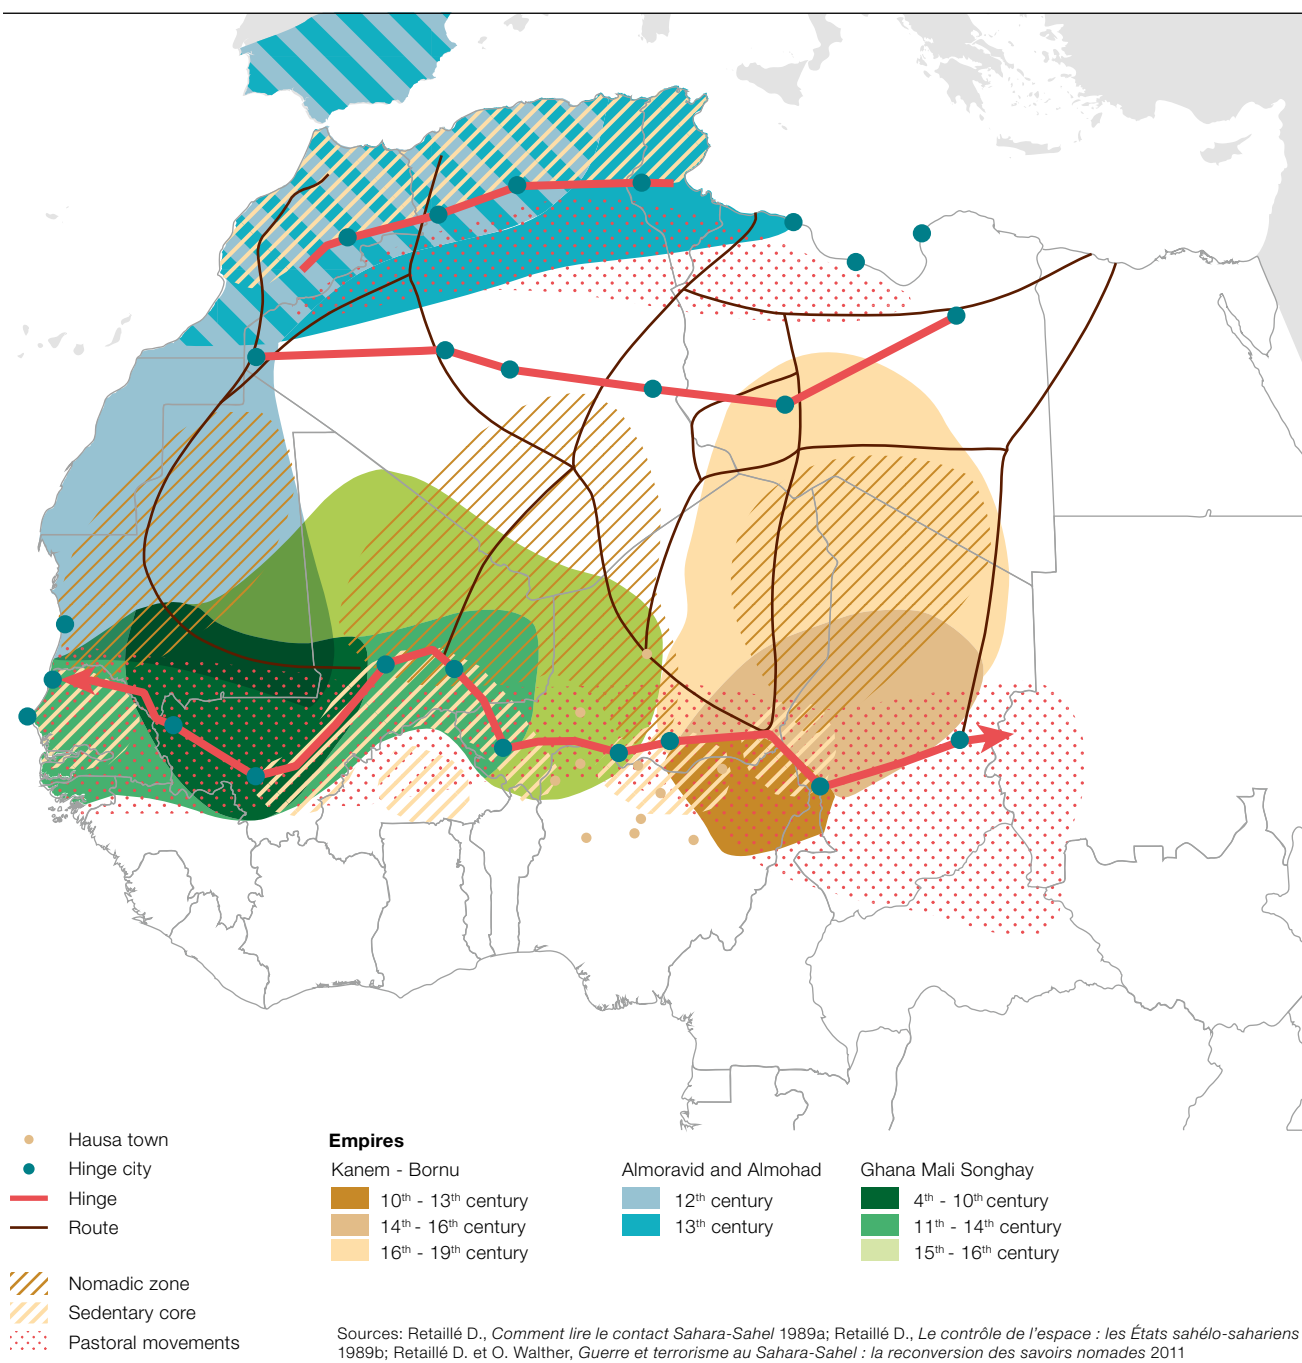 Hausa town
Hinge city
Hinge
Route
Nomadic zone
Sedentary core
Pastoral movements
Empires
Kanem - Bornu
10th - 13th century
14th - 16th century
16th - 19th century
Almoravid and Almohad
12th century
13th century
Ghana Mali Songhay
4th - 10th century
11th - 14th century
15th - 16th century
Sources: Retaillé D., Comment lire le contact Sahara-Sahel 1989a; Retaillé D., Le contrôle de l'espace : les États sahélo-sahariens
1989b; Retaillé D. et O. Walther, Guerre et terrorisme au Sahara-Sahel : la reconversion des savoirs nomades 2011